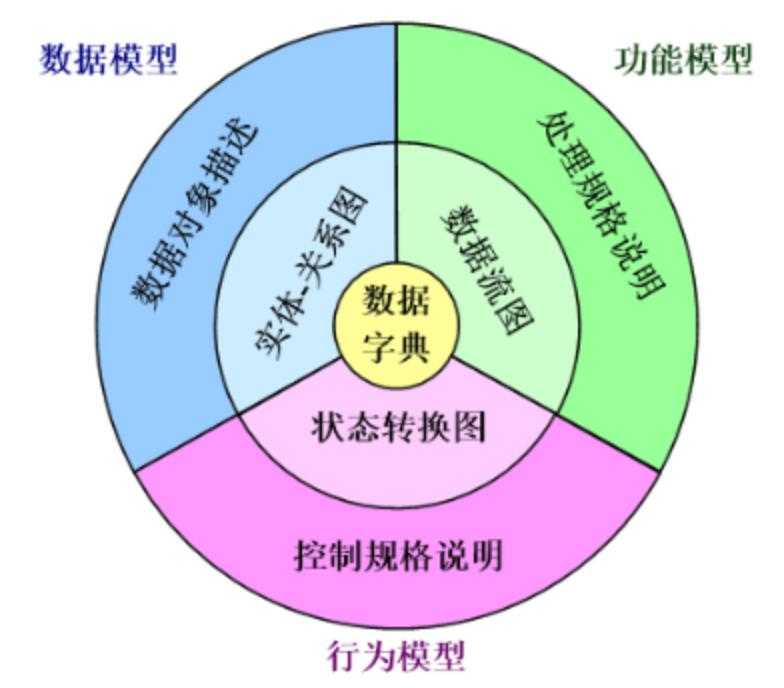 数据模型
功能模型
数据对象描述
处理规格说明
实体-关系图
数据流图
数据
字典
状态转换图
控制规格说明
行为模型